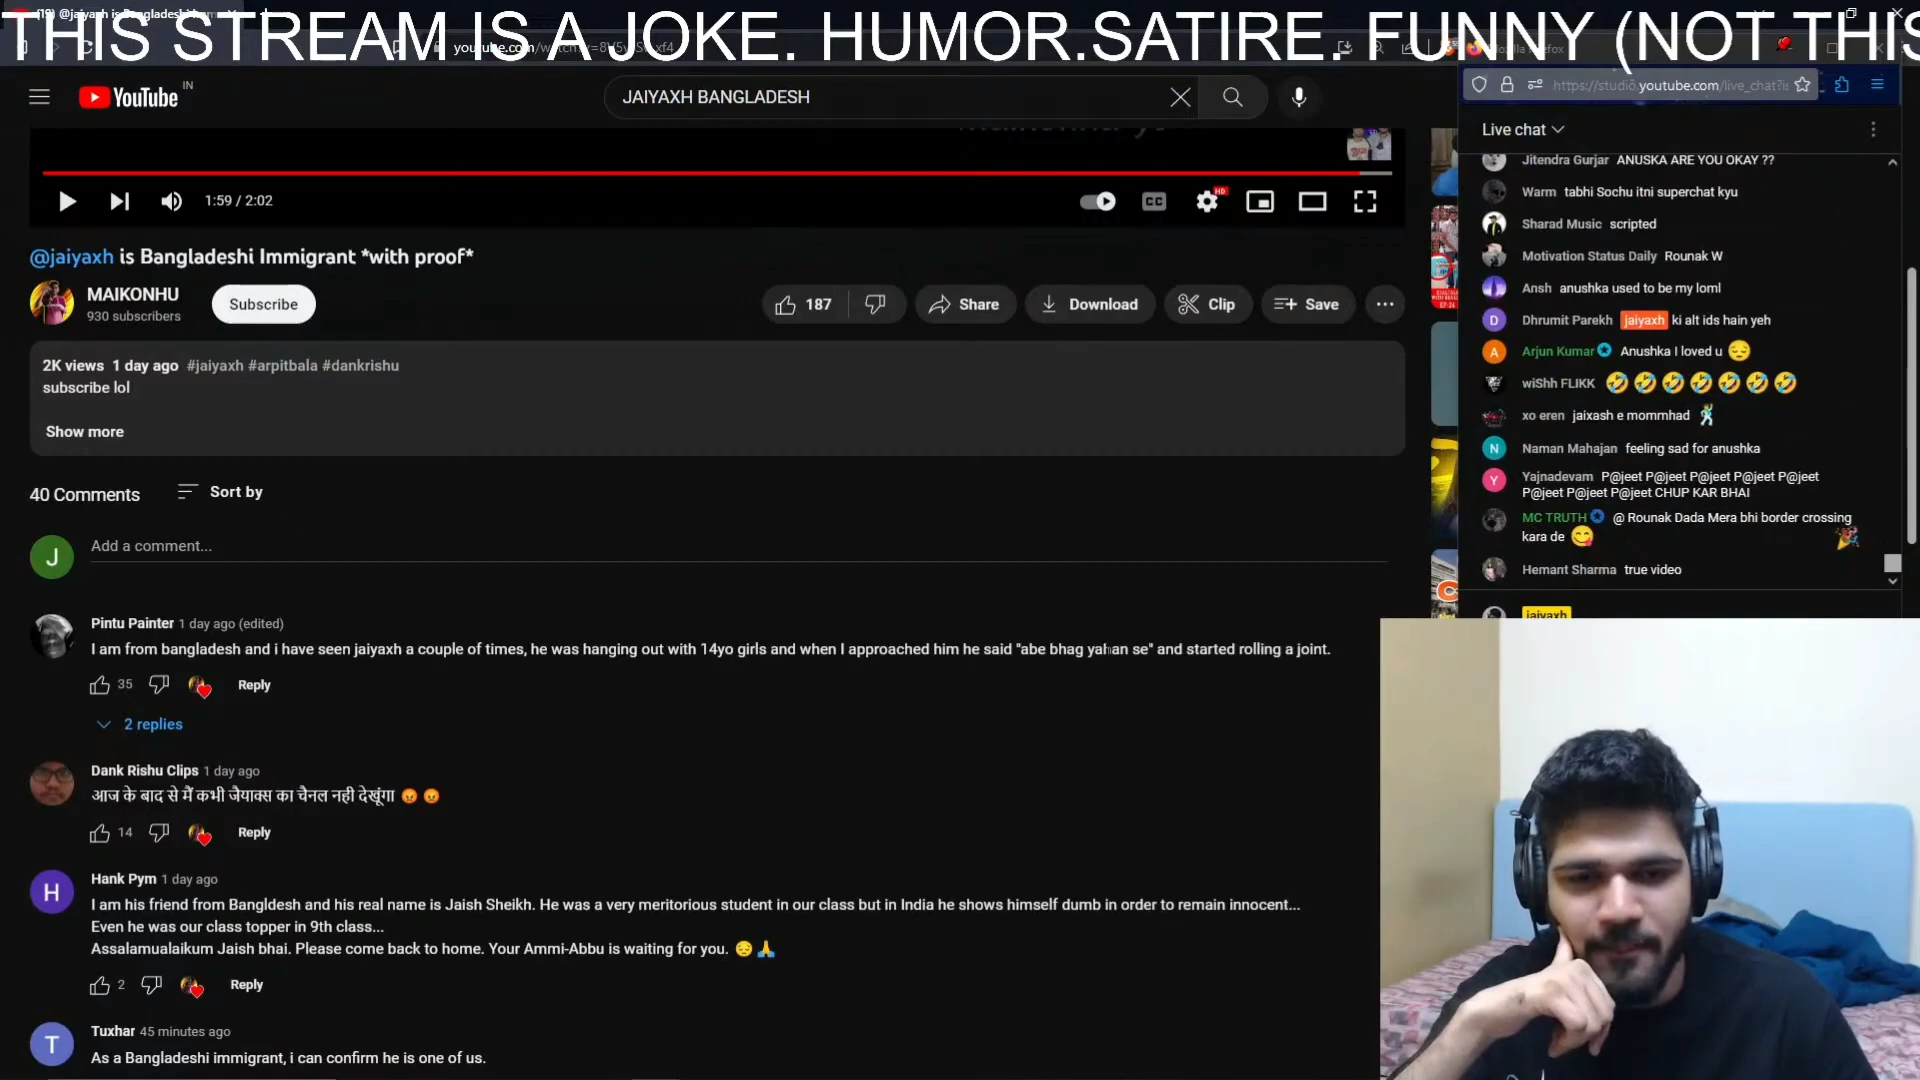 THIS STREAM IS A JOKE. HUMOR.SATIRE. FUNNY (NOT THIS
YouTube IN
JAIYAXH BANGLADESH
1:59 / 2:02
CC
HD
@jaiyaxh is Bangladeshi Immigrant *with proof*
MAIKONHU
930 subscribers
Subscribe
187
Share
Download
Clip
Save
2K views 1 day ago #jaiyaxh #arpitbala #dankrishu
subscribe lol
Show more
40 Comments
Sort by
J
Add a comment...
Pintu Painter 1 day ago (edited)
I am from bangladesh and i have seen jaiyaxh a couple of times, he was hanging out with 14yo girls and when I approached him he said "abe bhag yahan se" and started rolling a joint.
35
Reply
2 replies
Dank Rishu Clips 1 day ago
आज के बाद से मैं कभी जैयाक्स का चैनल नही देखूंगा 😡 😡
14
Reply
H
Hank Pym 1 day ago
I am his friend from Bangldesh and his real name is Jaish Sheikh. He was a very meritorious student in our class but in India he shows himself dumb in order to remain innocent...
Even he was our class topper in 9th class...
Assalamualaikum Jaish bhai. Please come back to home. Your Ammi-Abbu is waiting for you. 😔 🙏
2
Reply
T
Tuxhar 45 minutes ago
As a Bangladeshi immigrant, i can confirm he is one of us.
https://studio.youtube.com/live_chat?is
Live chat
Jitendra Gurjar ANUSKA ARE YOU OKAY ??
Warm tabhi Sochu itni superchat kyu
Sharad Music scripted
Motivation Status Daily Rounak W
Ansh anushka used to be my loml
D Dhrumit Parekh jaiyaxh ki alt ids hain yeh
A Arjun Kumar Anushka I loved u 😔
wiShh FLIKK 🤣🤣🤣🤣🤣🤣🤣
xo eren jaixash e mommhad 🕺
N Naman Mahajan feeling sad for anushka
Y Yajnadevam P@jeet P@jeet P@jeet P@jeet P@jeet
P@jeet P@jeet P@jeet CHUP KAR BHAI
MC TRUTH @ Rounak Dada Mera bhi border crossing
kara de 😋
Hemant Sharma true video
jaiyaxh